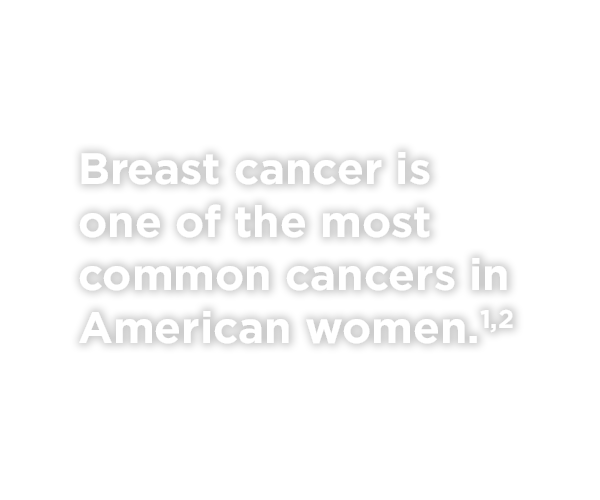 Breast cancer is
one of the most
common cancers in
American women.1,2